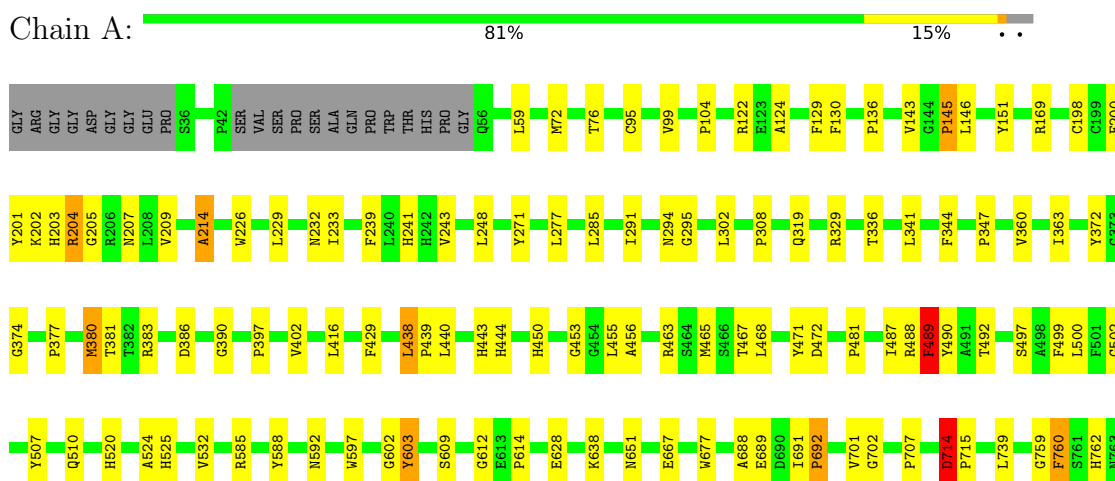 Chain A:
81% 15% • •
GLY ARG GLY GLY ASP GLY GLY GLU PRO S36 P42 SER VAL SER PRO SER ALA GLN PRO TRP THR THR HIS PRO GLY Q56 L59 M72 T76 C95 V99 P104 R122 E123 A124 F129 F130 P136 V143 G144 P145 L146 Y151 R169 C198 C199
Y201 K202 H203 R204 G205 R206 N207 L208 V209 A214 W226 L229 N232 I233 F239 L240 H241 H242 V243 L248 Y271 L277 L285 I291 N294 G295 L302 P308 Q319 R329 T336 L341 F344 P347 V360 I363 Y372 G373
G374 P377 M380 T381 T382 R383 D386 G390 P397 V402 L416 F429 L438 P439 L440 H443 H444 H450 G453 G454 L455 A456 R463 S464 M465 S466 T467 L468 Y471 D472 P481 I487 R488 F489 Y490 A491 T492 S497 A498 F499 L500 F501 G502
Y507 Q510 H520 A524 H525 V532 R585 Y588 N592 W597 G602 Y603 S609 G612 E613 P614 E628 K638 N651 E667 W677 A688 E689 D690 I691 P692 V701 G702 P707 D714 P715 L739 G759 F760 S761 H762 N763